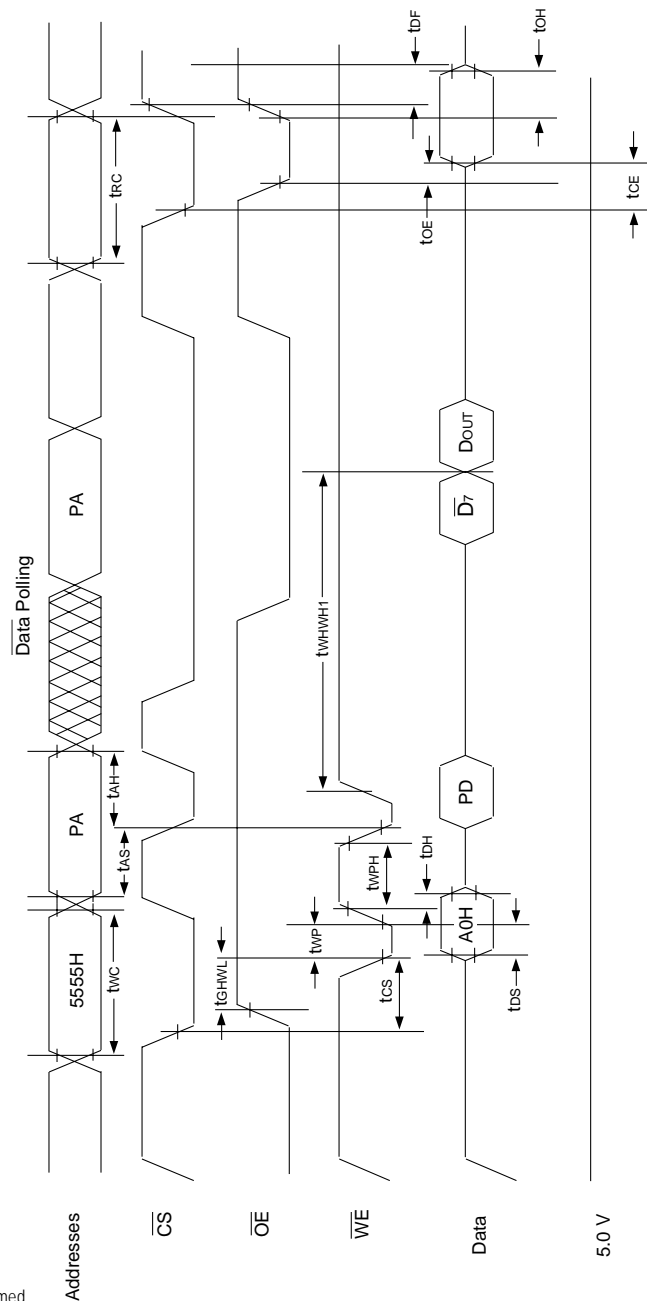 Data Polling
Addresses
5555H
PA
PA
tWC
tAS
tAH
tRC
CS
OE
tGHWL
WE
tWP
tCS
tWPH
tWHWH1
Data
A0H
PD
D7
DOUT
tDS
tDH
tOE
tDF
tOH
tCE
5.0 V
med